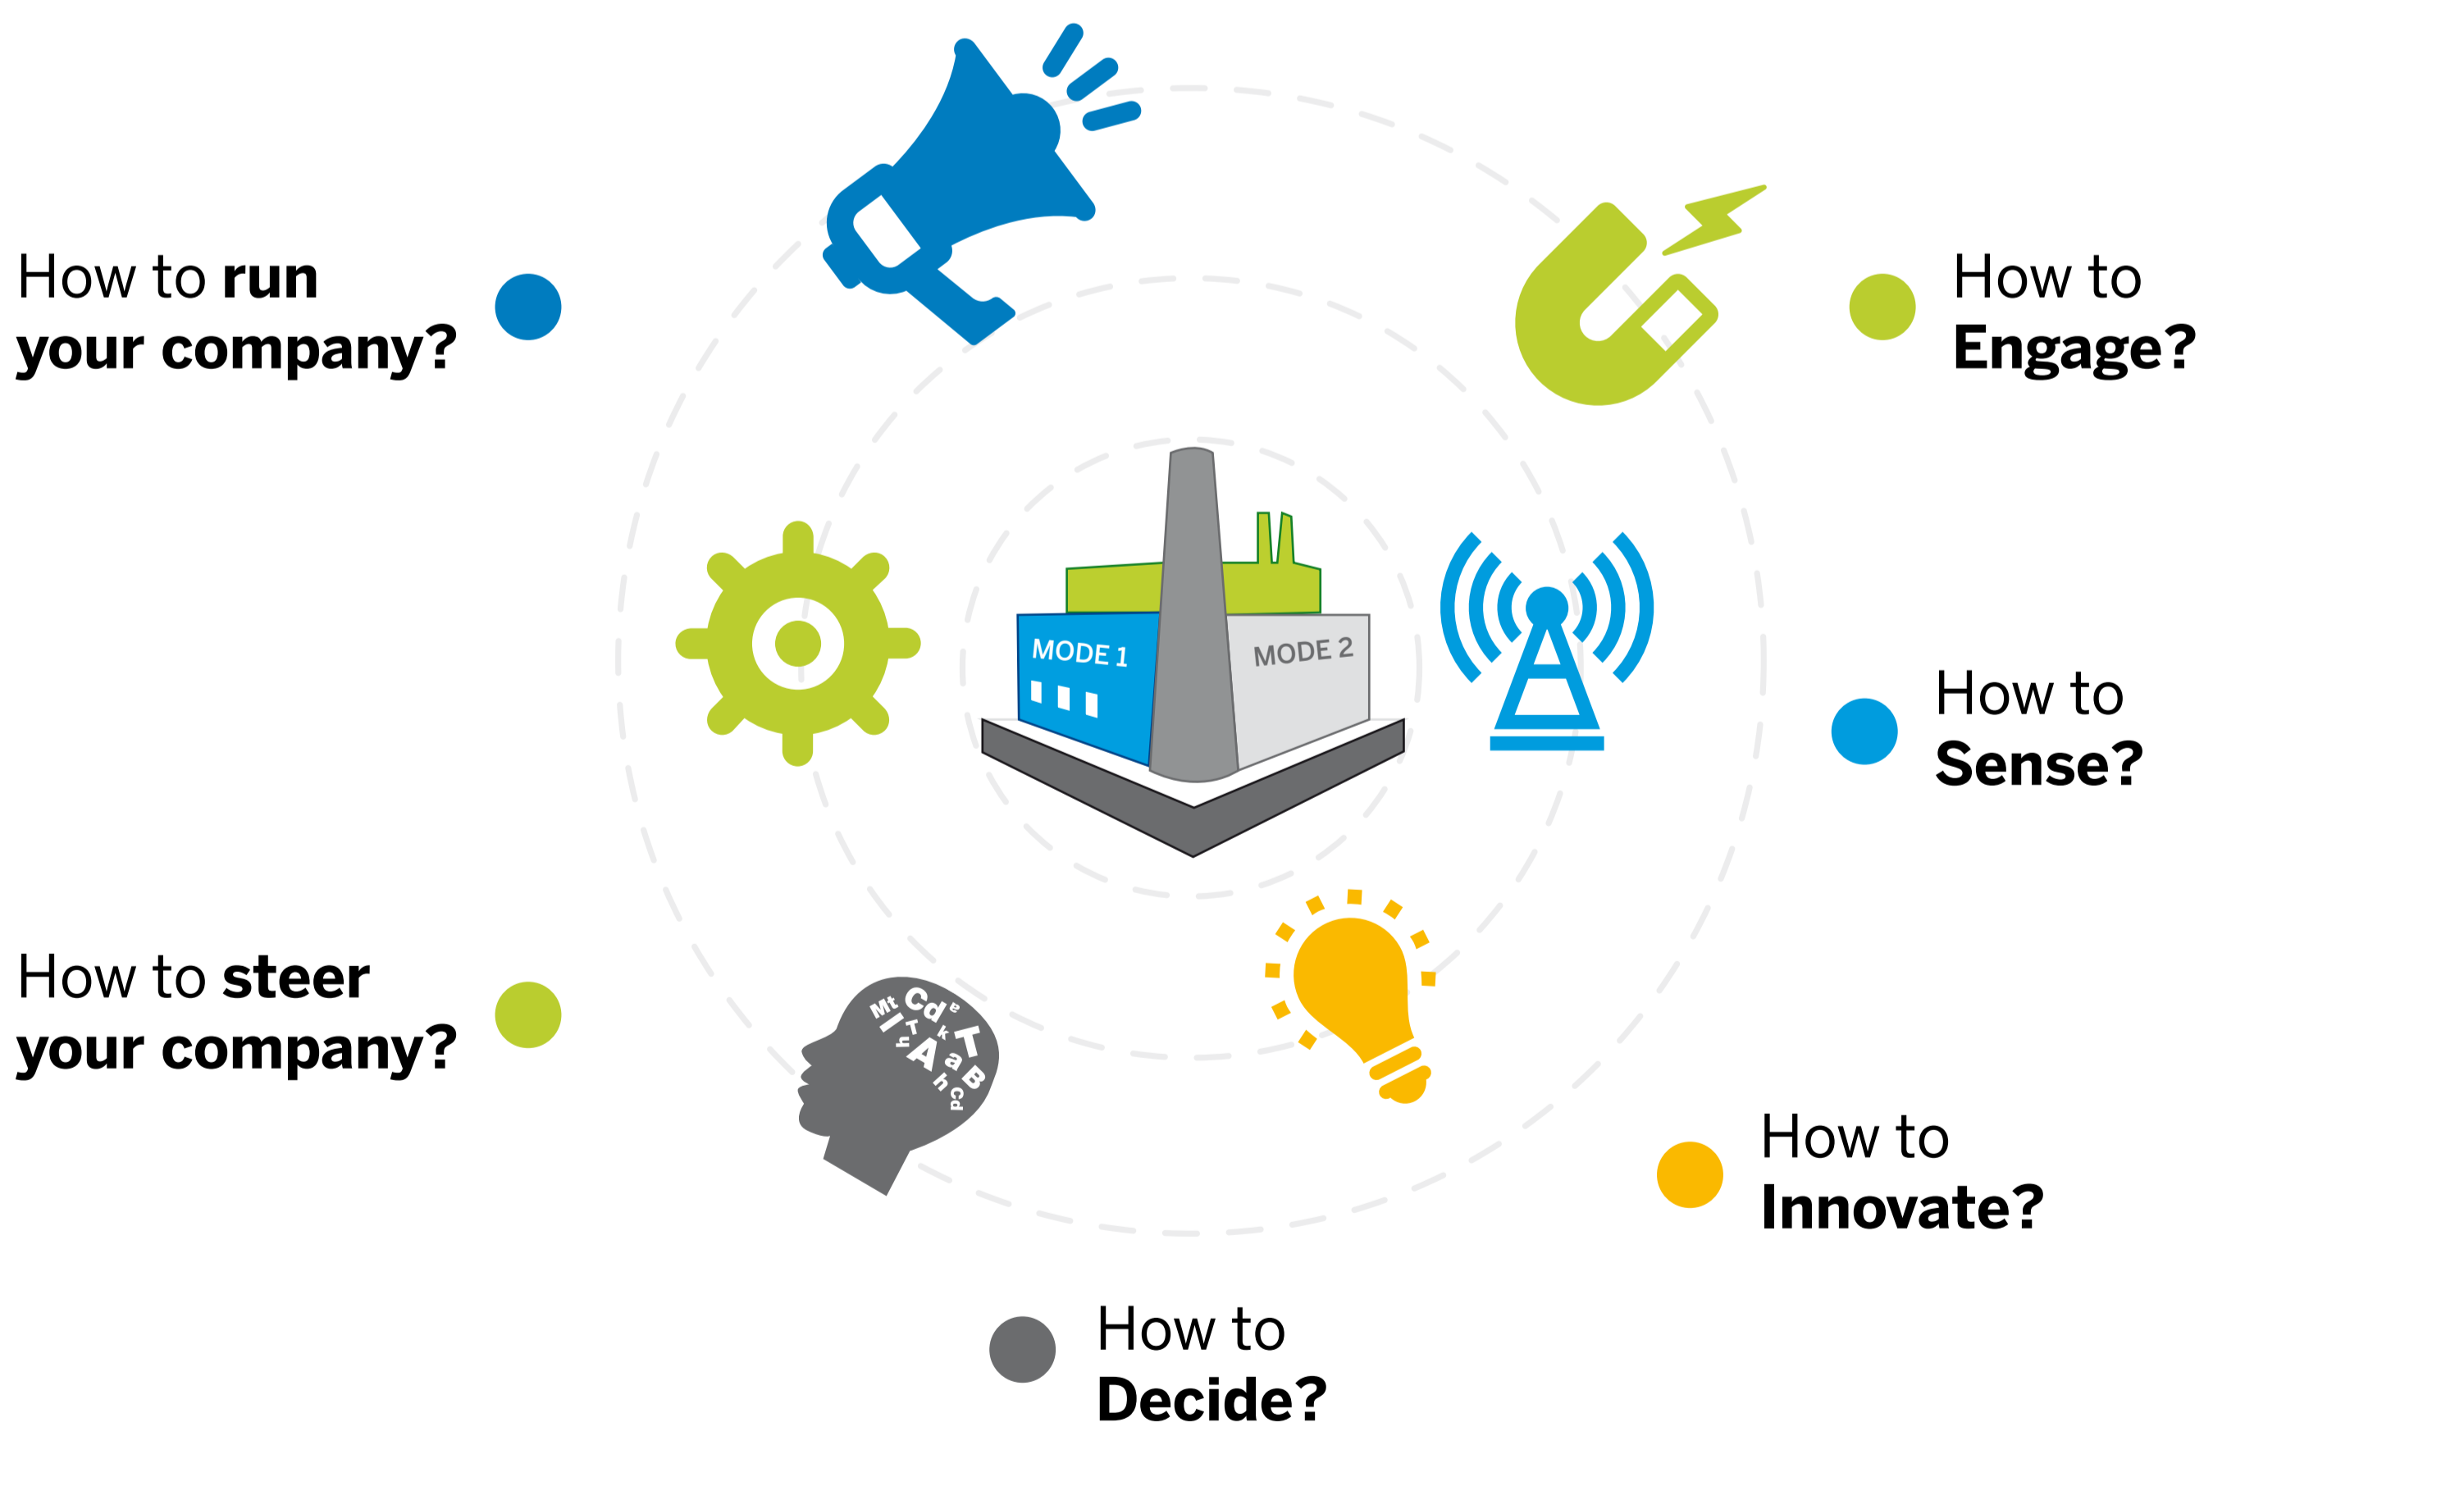 How to run
your company?
How to
Engage?
MODE 1
MODE 2
How to
Sense?
How to steer
your company?
How to
Innovate?
How to
Decide?